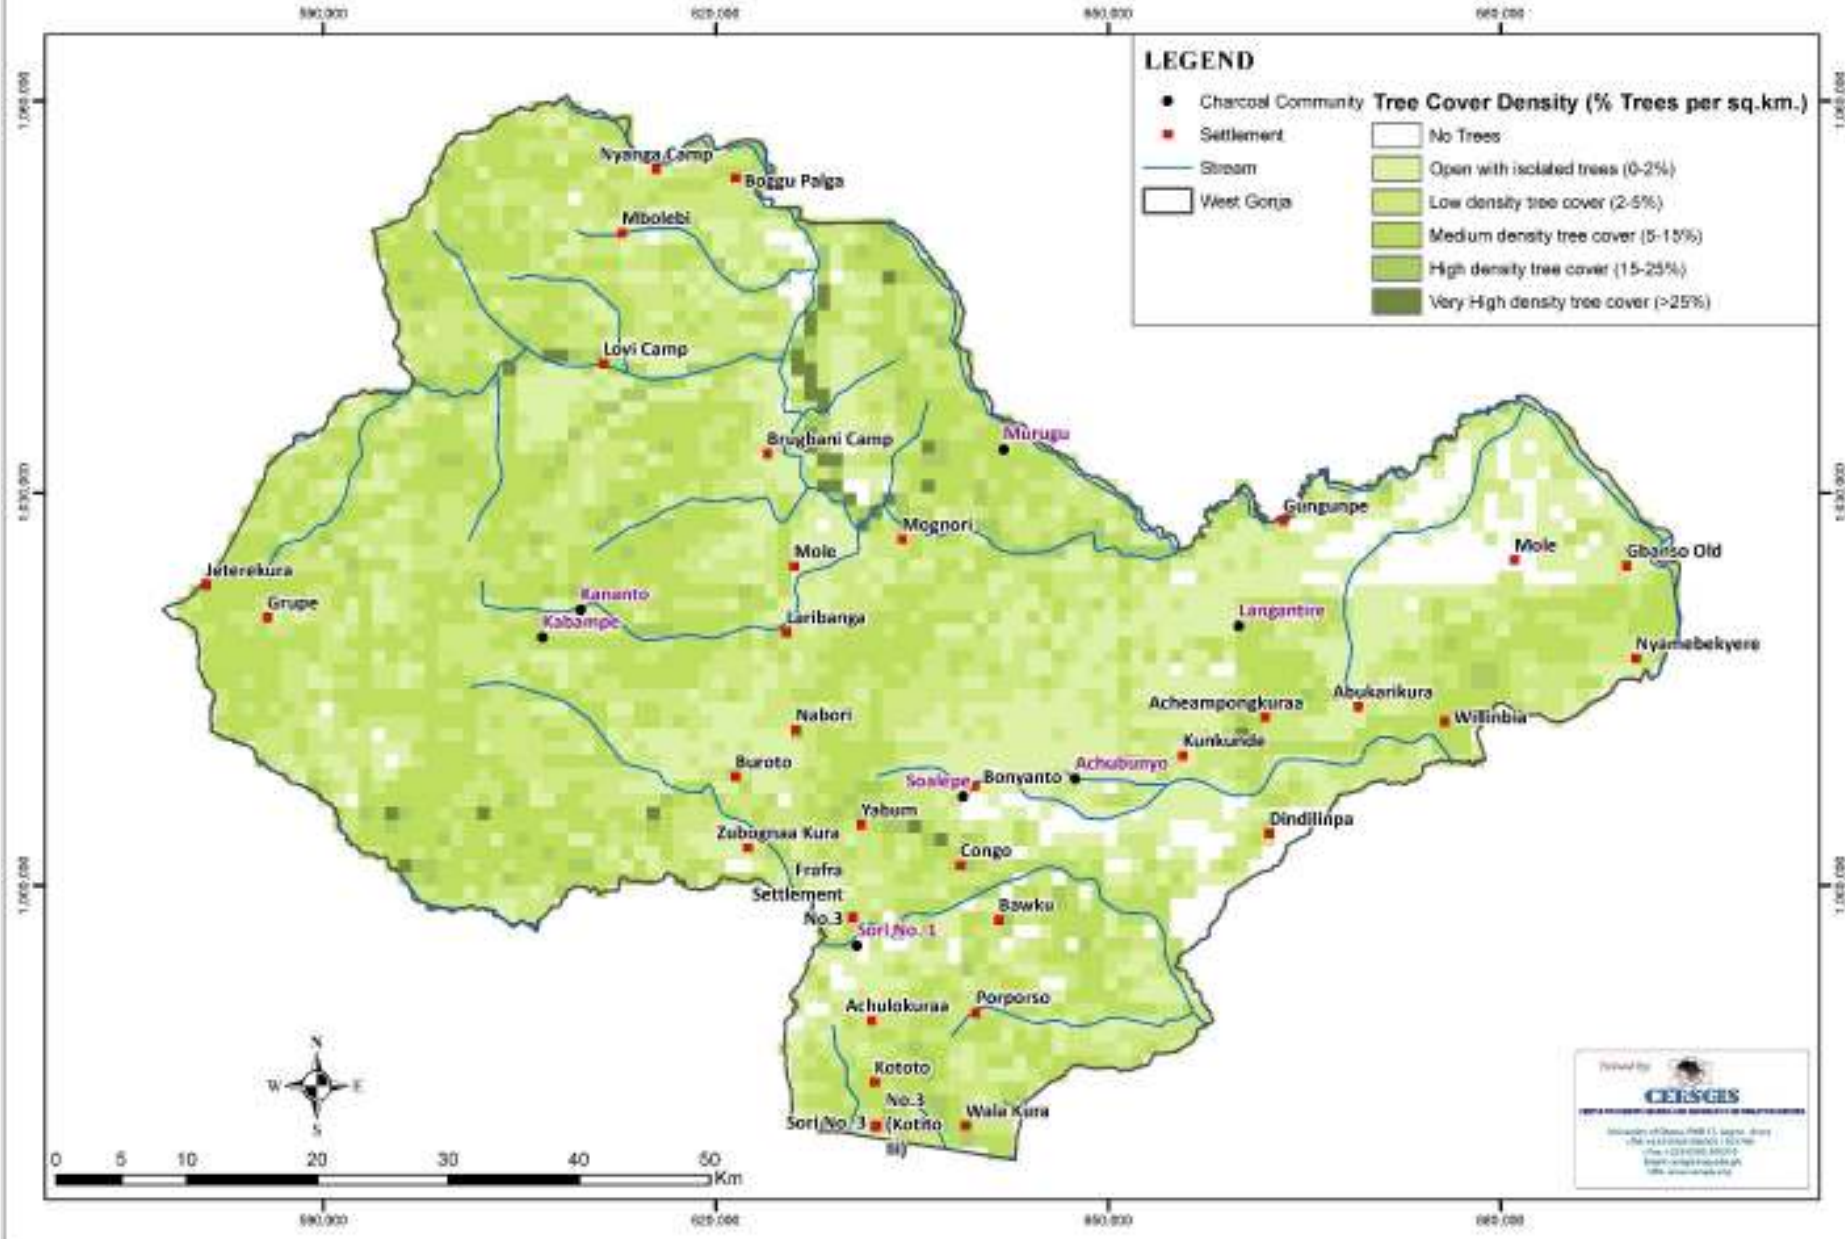 620,000
LEGEND
Charcoal Community
Settlement
Stream
West Gonja
Tree Cover Density (% Trees per sq.km.)
No Trees
Open with isolated trees (0-2%)
Low density tree cover (2-5%)
Medium density tree cover (5-15%)
High density tree cover (15-25%)
Very High density tree cover (>25%)
Nyanga Camp
Boggu Palga
Mbolebi
Lovi Camp
Brugbani Camp
Murugu
Gungunpe
Mognori
Mole
Mole
Gbanso Old
Jeterekura
Grupe
Kananto
Kabampe
Laribanga
Langantire
Nyamebekyere
Abukarikura
Acheampongkuraa
Willinbia
Nabori
Kunkunde
Buroto
Soalepe
Bonyanto
Achubunyo
Yabum
Dindilinpa
Zubognaa Kura
Congo
Frafra
Settlement
No.3
Bawku
Sori No. 1
Achulokuraa
Porporso
Kototo
No.3
Sori No. 3
(Kotito
III)
Wala Kura
N
W
E
S
0
5
10
20
30
40
50
Km
CERSGIS
620,000